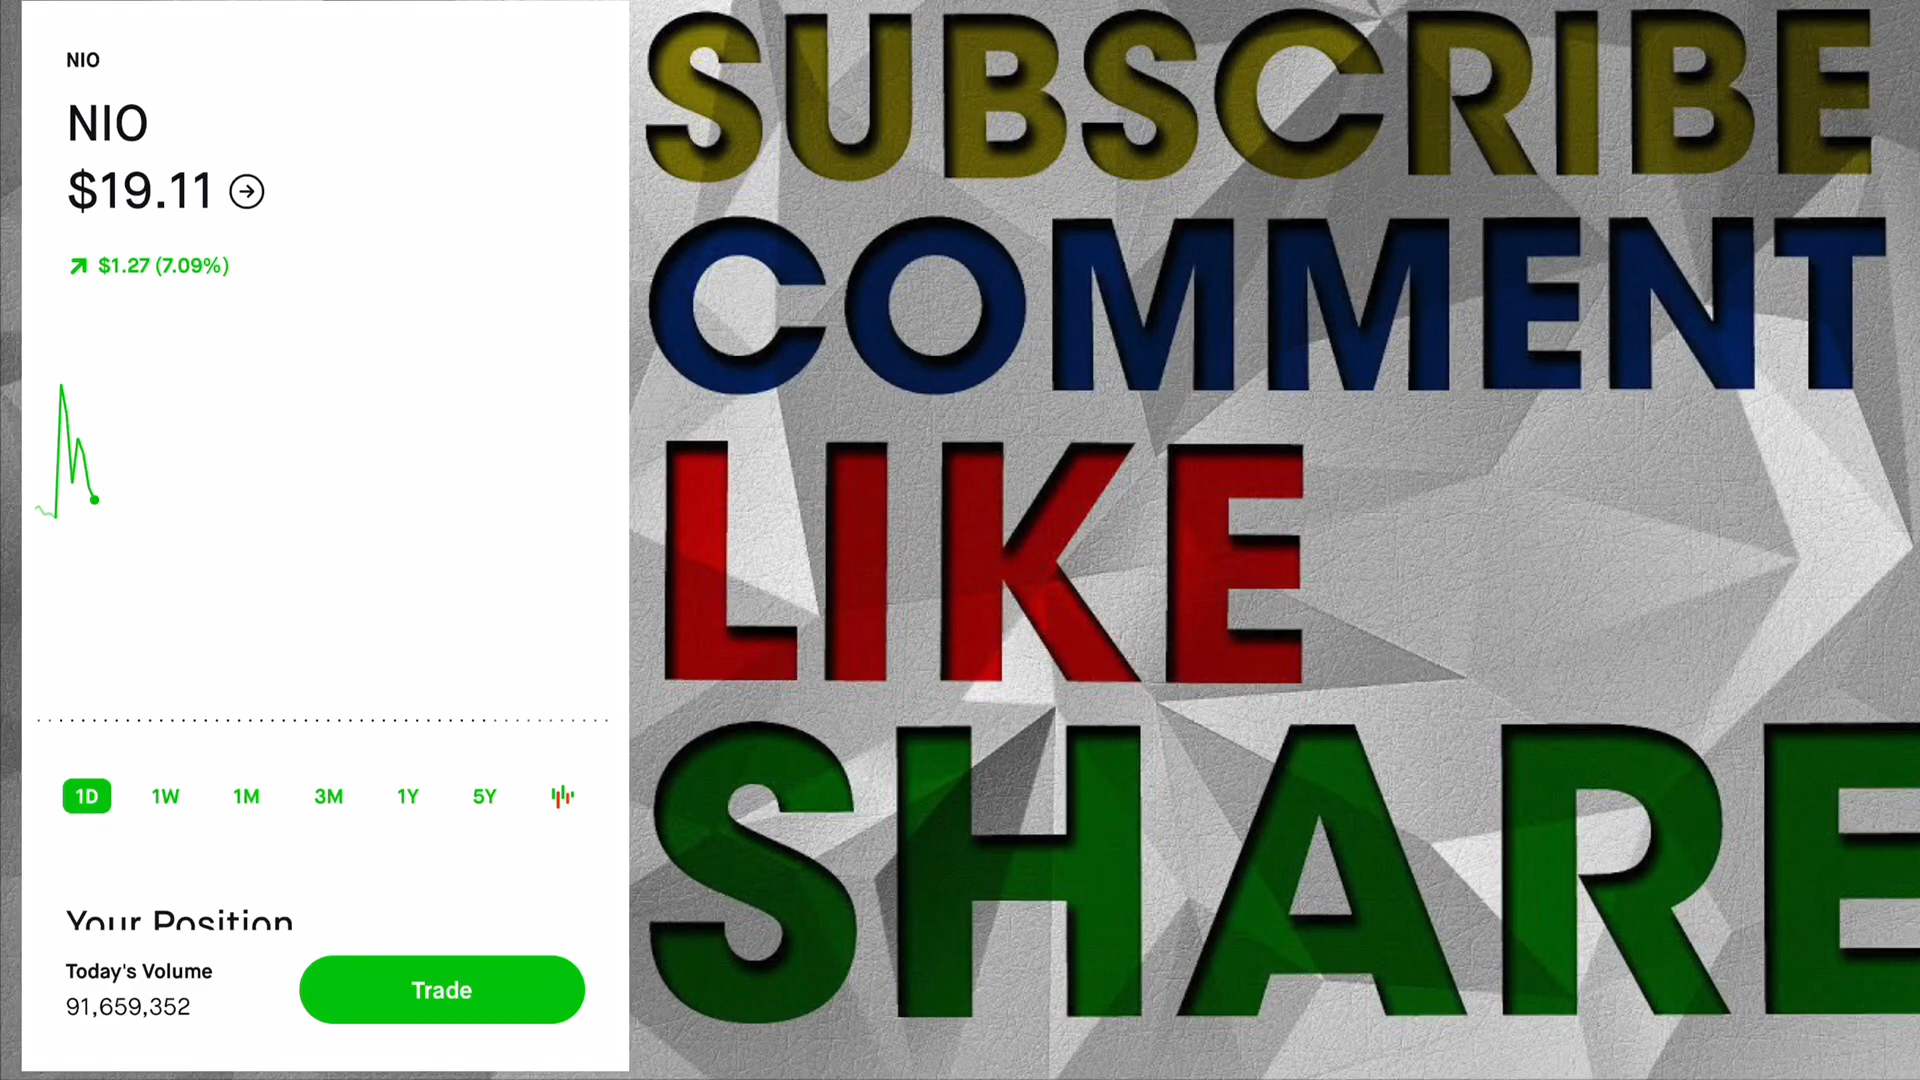 NIO
NIO
$19.11
$1.27 (7.09%)
1D 1W 1M 3M 1Y 5Y
Your Position
Today's Volume
91,659,352
Trade
SUBSCRIBE
COMMENT
LIKE
SHARE